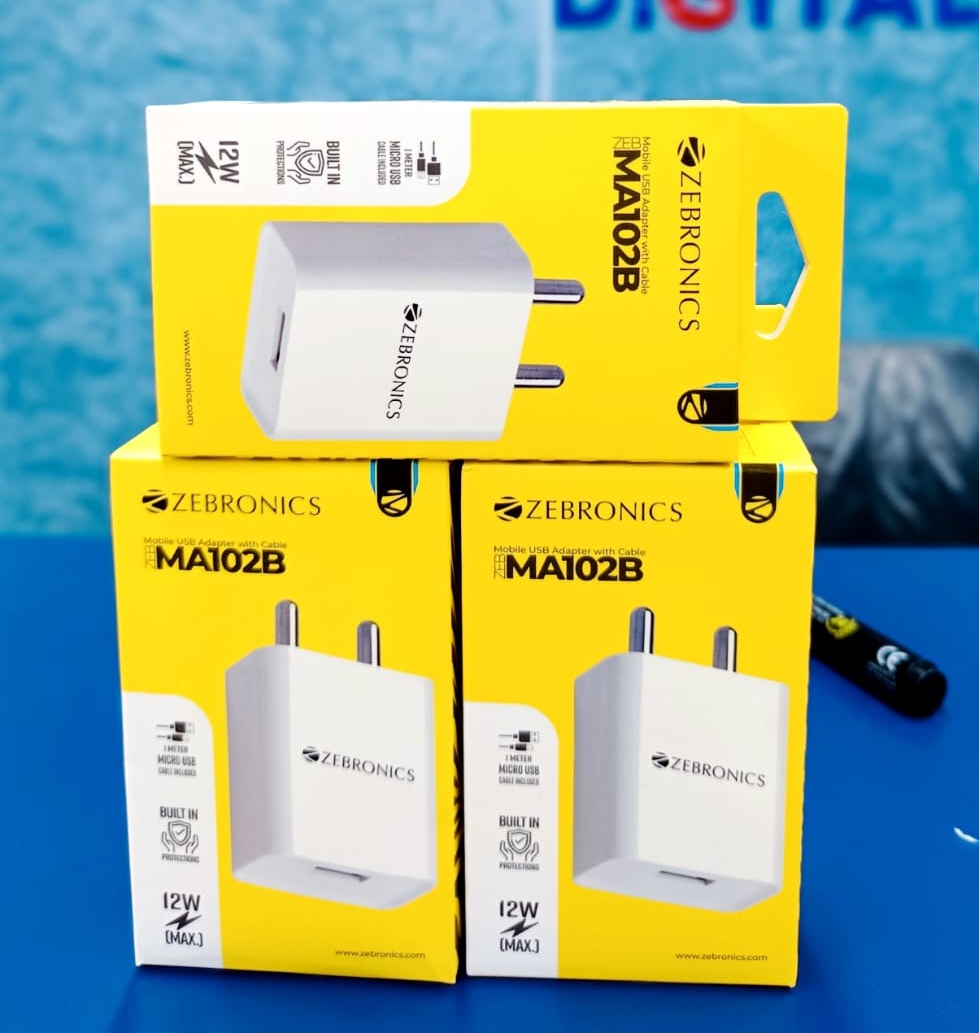 DIGITAL
ZEBRONICS
Mobile USB Adapter with Cable
ZEB MA102B
1 METER
MICRO USB
CABLE INCLUDED
BUILT IN
PROTECTIONS
12W
(MAX.)
ZEBRONICS
www.zebronics.com
ZEBRONICS
Mobile USB Adapter with Cable
ZEB MA102B
ZEBRONICS
1 METER
MICRO USB
CABLE INCLUDED
BUILT IN
PROTECTIONS
12W
(MAX.)
www.zebronics.com
ZEBRONICS
Mobile USB Adapter with Cable
ZEB MA102B
ZEBRONICS
1 METER
MICRO USB
CABLE INCLUDED
BUILT IN
PROTECTIONS
12W
(MAX.)
www.zebronics.com
CE